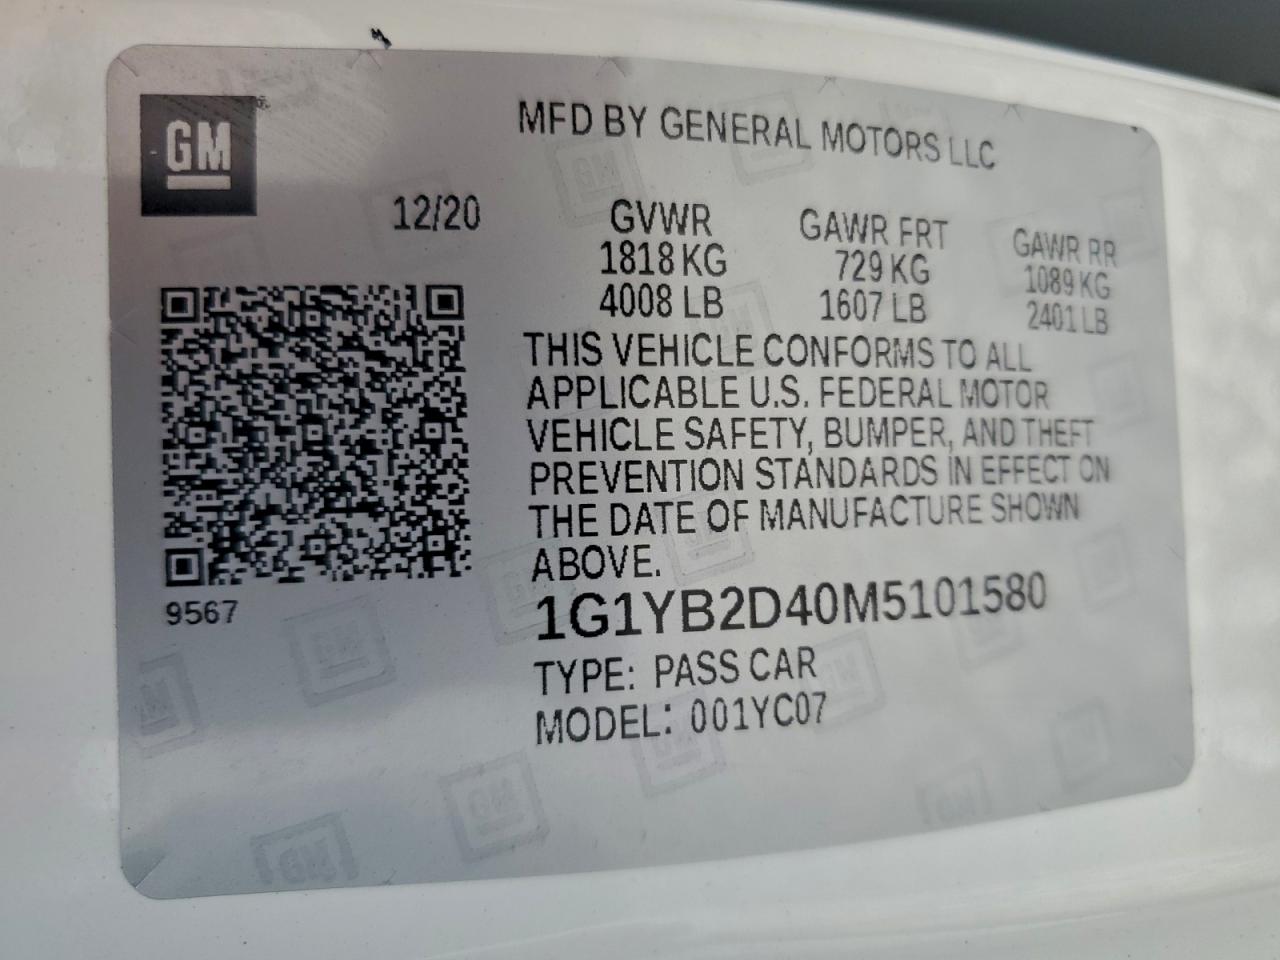 GM
MFD BY GENERAL MOTORS LLC
12/20
GVWR
1818 KG
4008 LB
GAWR FRT
729 KG
1607 LB
GAWR RR
1089 KG
2401 LB
THIS VEHICLE CONFORMS TO ALL
APPLICABLE U.S. FEDERAL MOTOR
VEHICLE SAFETY, BUMPER, AND THEFT
PREVENTION STANDARDS IN EFFECT ON
THE DATE OF MANUFACTURE SHOWN
ABOVE.
9567
1G1YB2D40M5101580
TYPE: PASS CAR
MODEL: 001YC07